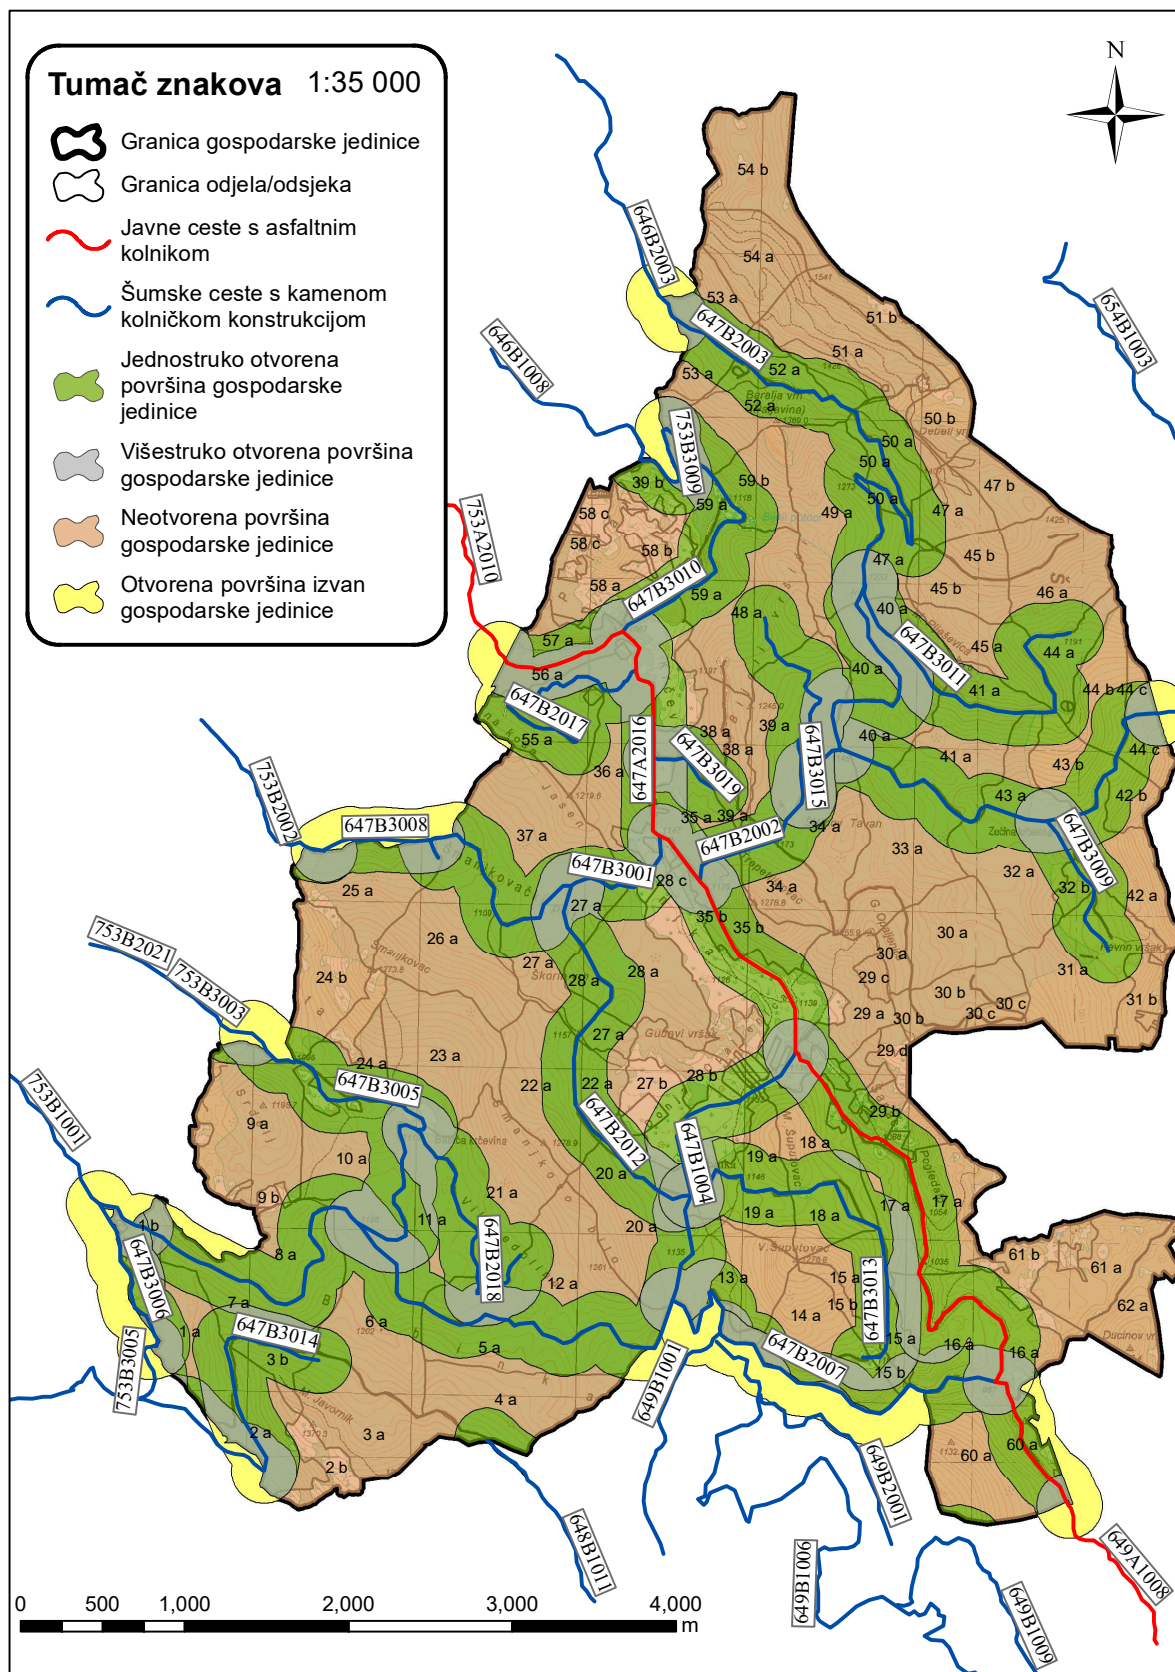 Tumač znakova 1:35 000
Granica gospodarske jedinice
Granica odjela/odsjeka
Javne ceste s asfaltnim
kolnikom
Šumske ceste s kamenom
kolničkom konstrukcijom
Jednostruko otvorena
površina gospodarske
jedinice
Višestruko otvorena površina
gospodarske jedinice
Neotvorena površina
gospodarske jedinice
Otvorena površina izvan
gospodarske jedinice
N
54 b
646B2003
54 a
654B1003
53 a
51 b
647B2003
646B1008
51 a
53 a
52 a
52 a
50 b
753B3009
50 a
50 a
39 b
59 b
47 b
50 a
59 a
49 a
47 a
58 c
753A2010
58 c
58 b
45 b
47 a
58 a
647B3010
59 a
45 b
46 a
48 a
40 a
57 a
45 a
44 a
647B3011
56 a
40 a
41 a
44 b
44 c
647B2017
55 a
647A2016
38 a
39 a
40 a
38 a
44 c
647B3015
41 a
43 b
36 a
647B3019
753B2002
43 a
42 b
35 a
39 a
34 a
647B3008
647B2002
37 a
33 a
647B3009
647B3001
32 a
28 c
34 a
32 b
25 a
42 a
27 a
35 b
35 b
753B2021
26 a
30 a
27 a
30 a
28 a
28 a
31 a
24 b
29 c
30 b
753B3003
30 c
31 b
29 a
30 b
30 c
27 a
Gubovi vršak
29 d
23 a
24 a
28 b
22 a
22 a
27 b
647B3005
753B1001
29 b
9 a
647B2012
18 a
10 a
647B1004
19 a
20 a
21 a
9 b
17 a
17 a
19 a
18 a
11 a
20 a
1 b
647B2018
8 a
61 b
61 a
647B3006
13 a
15 a
12 a
647B3013
7 a
62 a
15 b
14 a
6 a
1 a
647B3014
15 a
16 a
5 a
16 a
3 b
647B2007
15 b
753B3005
649B1001
4 a
2 a
3 a
60 a
60 a
2 b
649B2001
648B1011
649B1006
649A1008
649B1009
0 500 1,000 2,000 3,000 4,000
m